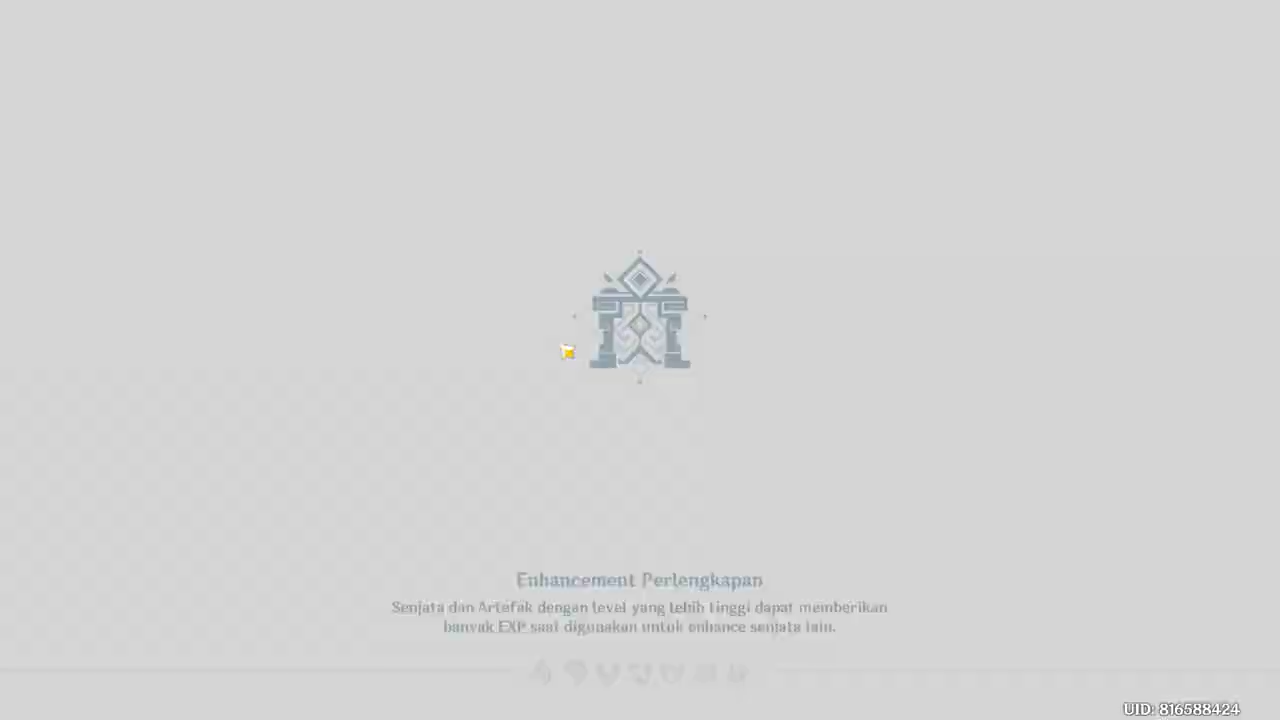 Enhancement Perlengkapan
Senjata dan Artefak dengan level yang lebih tinggi dapat memberikan
banyak EXP saat digunakan untuk enhance senjata lain.
UID: 816588424